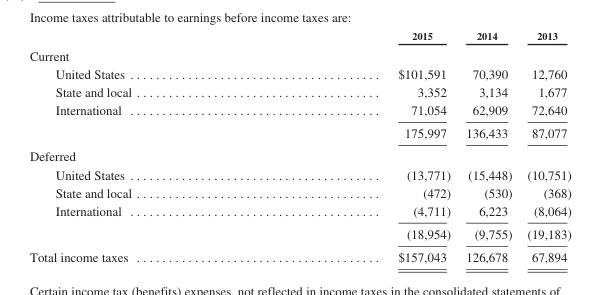 Income taxes attributable to earnings before income taxes are:
2015 2014 2013
Current
United States . . . . . . . . . . . . . . . . . . . . . . . . . . . . . . . . . . . . . . . $101,591 70,390 12,760
State and local . . . . . . . . . . . . . . . . . . . . . . . . . . . . . . . . . . . . . . 3,352 3,134 1,677
International . . . . . . . . . . . . . . . . . . . . . . . . . . . . . . . . . . . . . . . 71,054 62,909 72,640
175,997 136,433 87,077
Deferred
United States . . . . . . . . . . . . . . . . . . . . . . . . . . . . . . . . . . . . . . . (13,771) (15,448) (10,751)
State and local . . . . . . . . . . . . . . . . . . . . . . . . . . . . . . . . . . . . . . (472) (530) (368)
International . . . . . . . . . . . . . . . . . . . . . . . . . . . . . . . . . . . . . . . (4,711) 6,223 (8,064)
(18,954) (9,755) (19,183)
Total income taxes . . . . . . . . . . . . . . . . . . . . . . . . . . . . . . . . . . . . . . $157,043 126,678 67,894
Certain income tax (benefits) expenses, not reflected in income taxes in the consolidated statements of